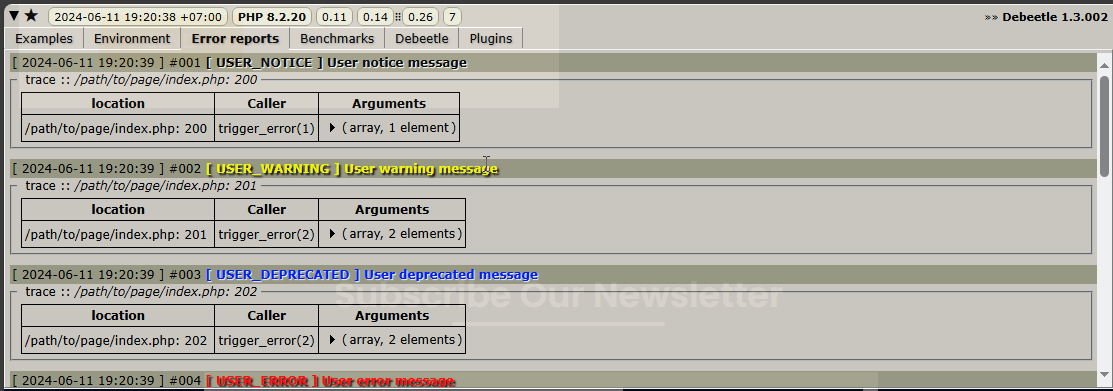 ▼ ★ 2024-06-11 19:20:38 +07:00 PHP 8.2.20 0.11 0.14 ⠿ 0.26 7 »» Debeetle 1.3.002
Examples Environment Error reports Benchmarks Debeetle Plugins
[ 2024-06-11 19:20:39 ] #001 [ USER_NOTICE ] User notice message
trace :: /path/to/page/index.php: 200
location Caller Arguments
/path/to/page/index.php: 200 trigger_error(1) ▶ (array, 1 element)
[ 2024-06-11 19:20:39 ] #002 [ USER_WARNING ] User warning message
trace :: /path/to/page/index.php: 201
location Caller Arguments
/path/to/page/index.php: 201 trigger_error(2) ▶ (array, 2 elements)
[ 2024-06-11 19:20:39 ] #003 [ USER_DEPRECATED ] User deprecated message
trace :: /path/to/page/index.php: 202
Subscribe Our Newsletter
location Caller Arguments
/path/to/page/index.php: 202 trigger_error(2) ▶ (array, 2 elements)
[ 2024-06-11 19:20:39 ] #004 [ USER_ERROR ] User error message